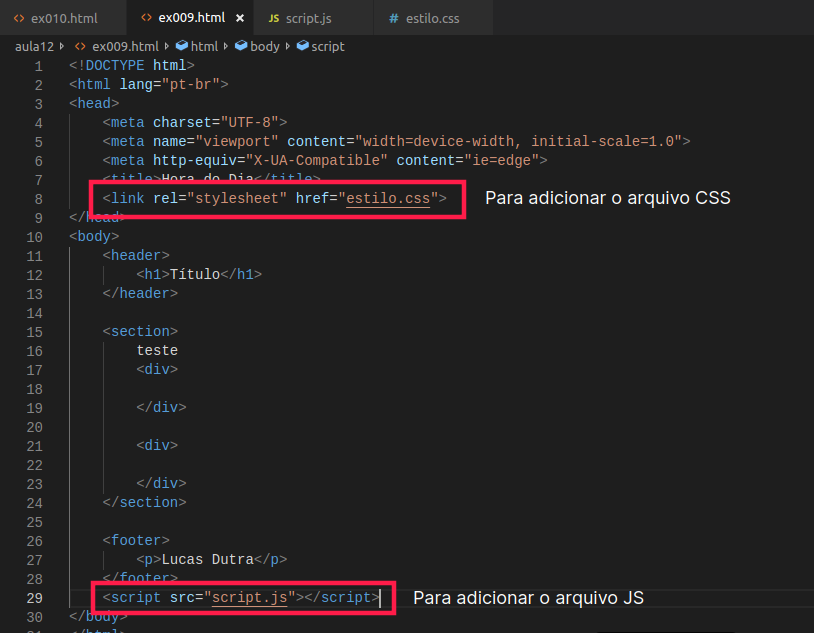 ex010.html ex009.html × JS script.js # estilo.css
aula12 ex009.html html body script
1 <!DOCTYPE html>
2 <html lang="pt-br">
3 <head>
4 <meta charset="UTF-8">
5 <meta name="viewport" content="width=device-width, initial-scale=1.0">
6 <meta http-equiv="X-UA-Compatible" content="ie=edge">
7 <title>Hora do Dia</title>
8 <link rel="stylesheet" href="estilo.css"> Para adicionar o arquivo CSS
9 </head>
10 <body>
11 <header>
12 <h1>Título</h1>
13 </header>
14
15 <section>
16 teste
17 <div>
18
19 </div>
20
21 <div>
22
23 </div>
24 </section>
25
26 <footer>
27 <p>Lucas Dutra</p>
28 </footer>
29 <script src="script.js"></script> Para adicionar o arquivo JS
30 </body>
31 </html>